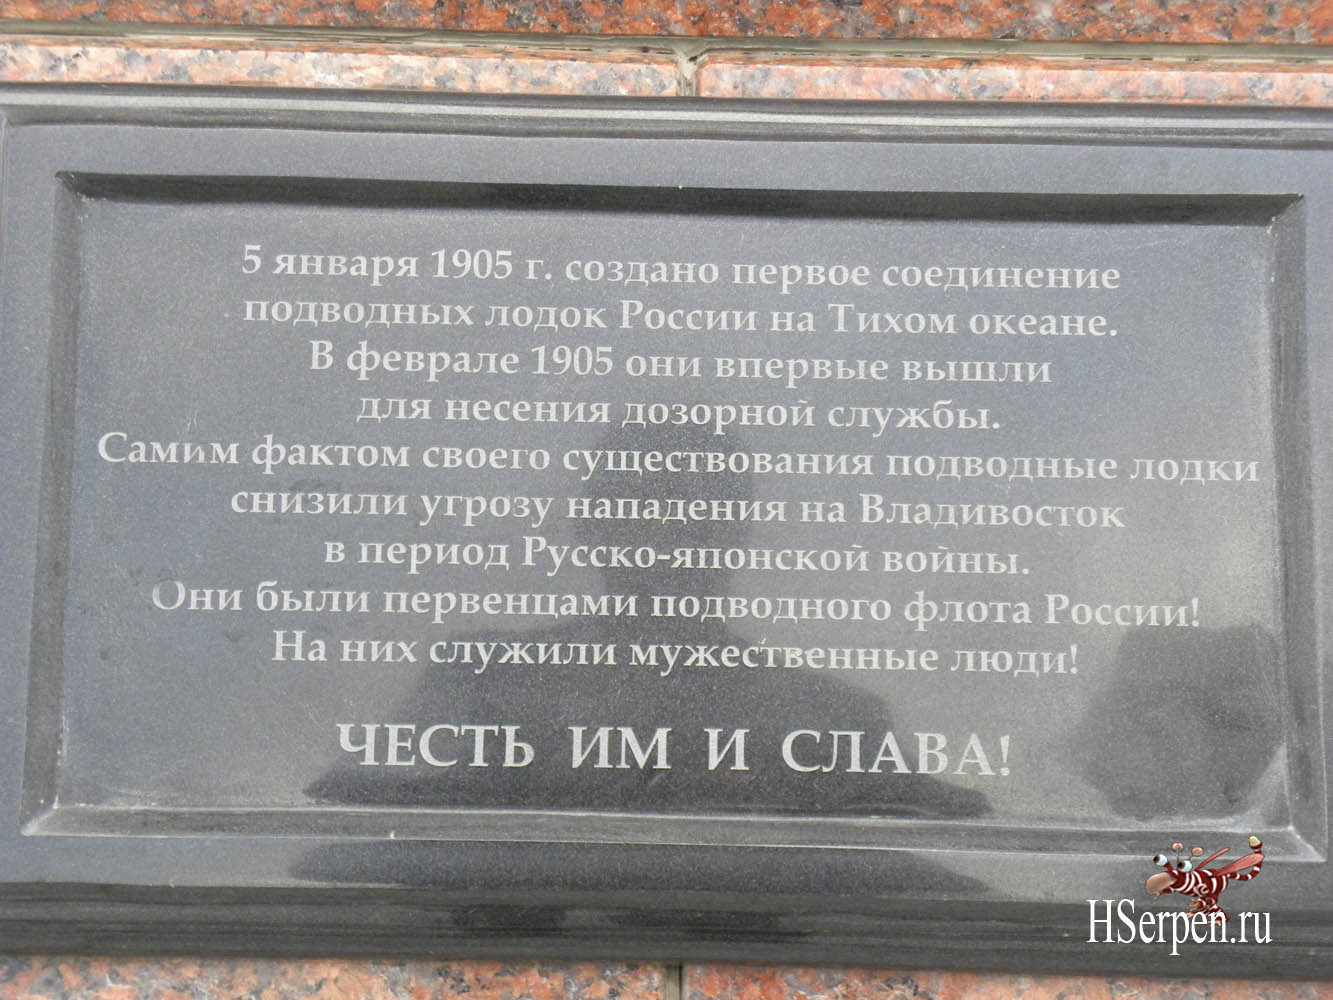 5 января 1905 г. создано первое соединение
подводных лодок России на Тихом океане.
В феврале 1905 они впервые вышли
для несения дозорной службы.
Самим фактом своего существования подводные лодки
снизили угрозу нападения на Владивосток
в период Русско-японской войны.
Они были первенцами подводного флота России!
На них служили мужественные люди!
ЧЕСТЬ ИМ И СЛАВА!
HSerpen.ru